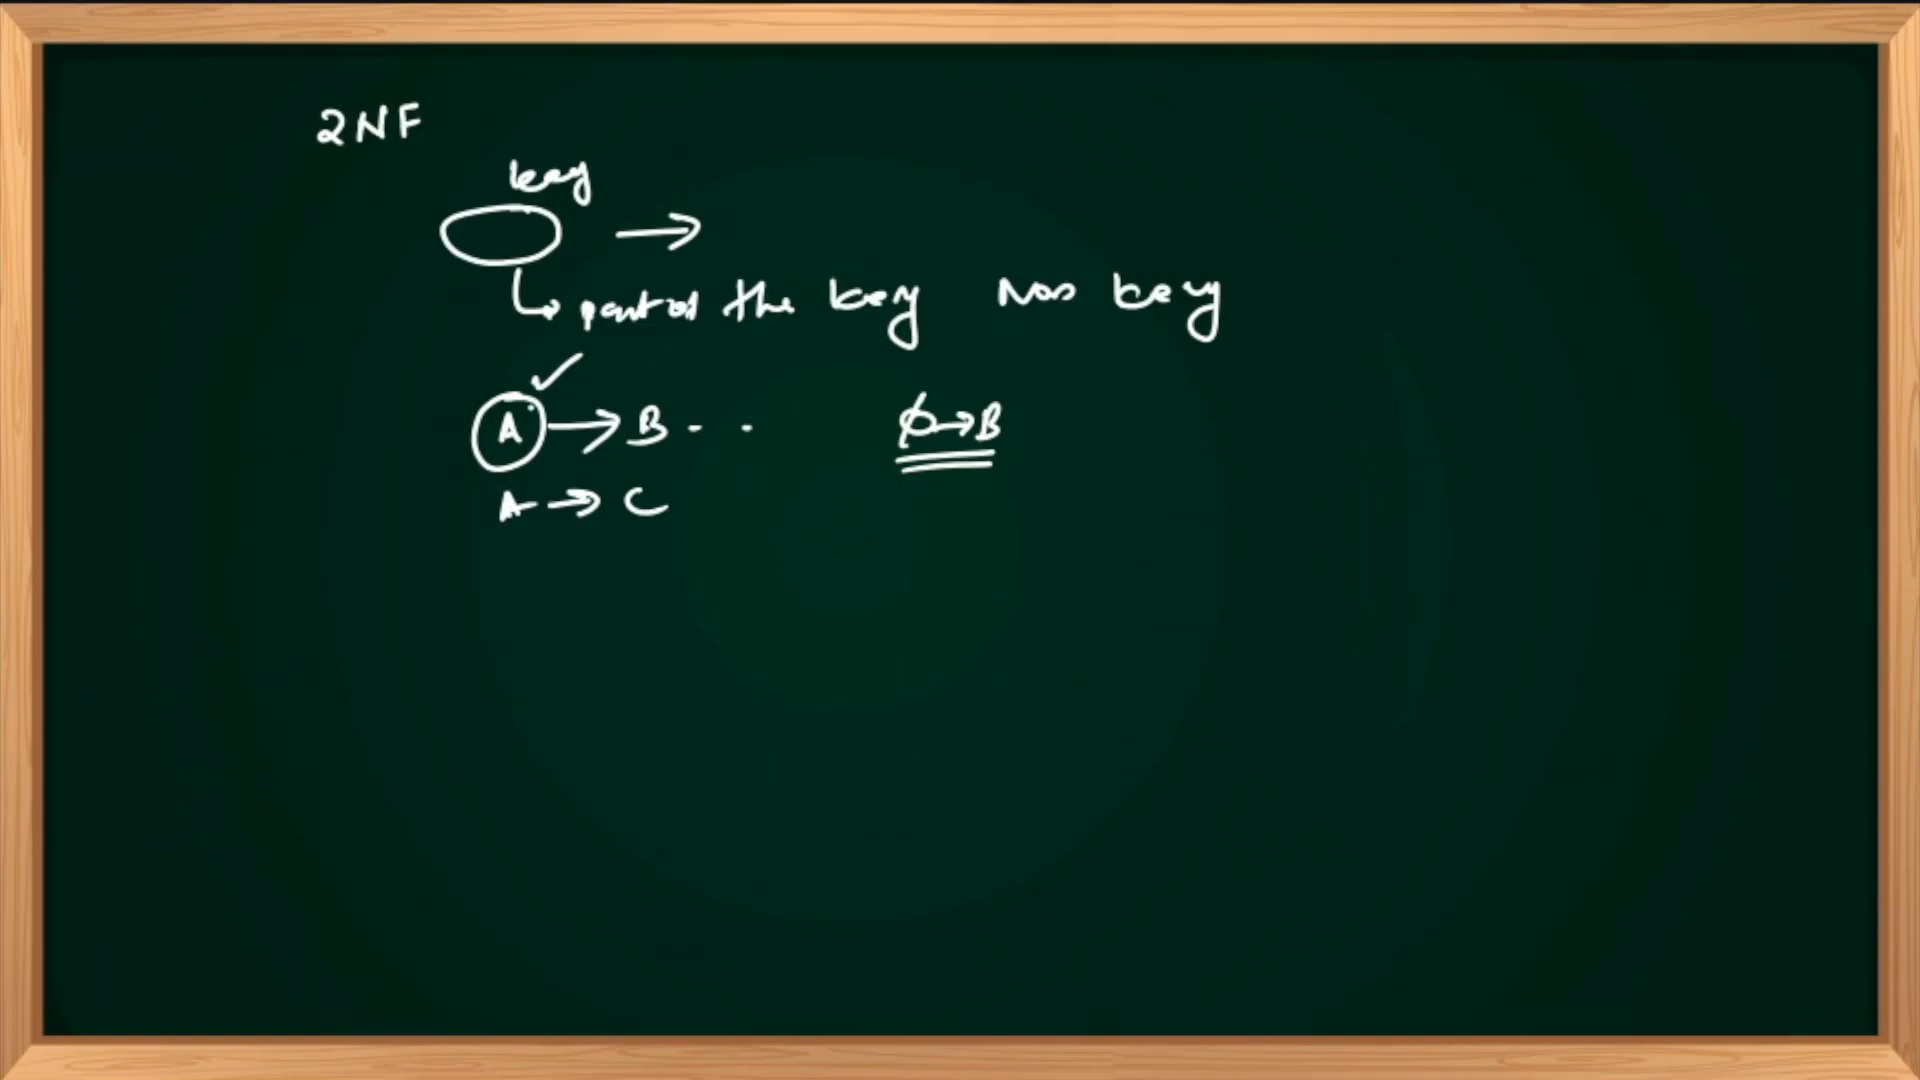 2NF
key
→
↳ part of the key non key
✓
A → B - -
ϕ → B
A → C